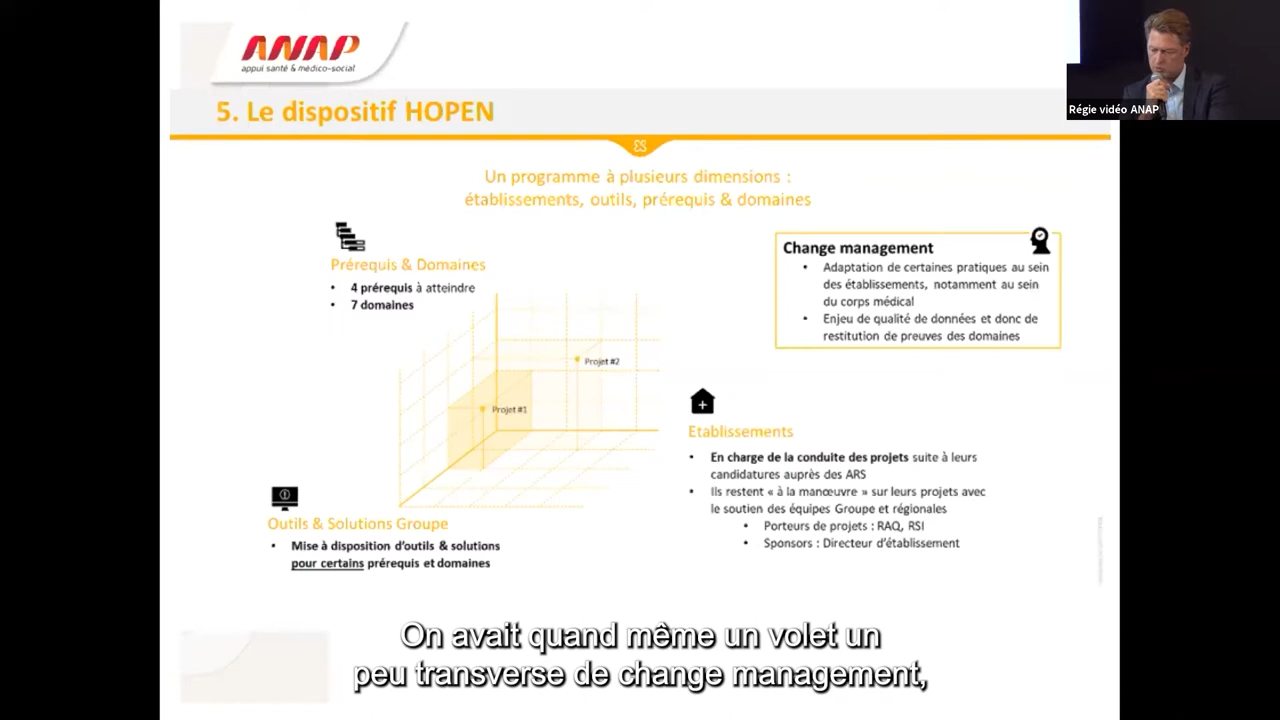 ANAP
appui santé & médico-social
Régie vidéo ANAP
5. Le dispositif HOPEN
Un programme à plusieurs dimensions :
établissements, outils, prérequis & domaines
Prérequis & Domaines
• 4 prérequis à atteindre
• 7 domaines
Change management
• Adaptation de certaines pratiques au sein
des établissements, notamment au sein
du corps médical
• Enjeu de qualité de données et donc de
restitution de preuves des domaines
Projet #2
Projet #1
Etablissements
• En charge de la conduite des projets suite à leurs
candidatures auprès des ARS
• Ils restent « à la manœuvre » sur leurs projets avec
le soutien des équipes Groupe et régionales
• Porteurs de projets : RAQ, RSI
• Sponsors : Directeur d'établissement
Outils & Solutions Groupe
• Mise à disposition d'outils & solutions
pour certains prérequis et domaines
On avait quand même un volet un
peu transverse de change management,